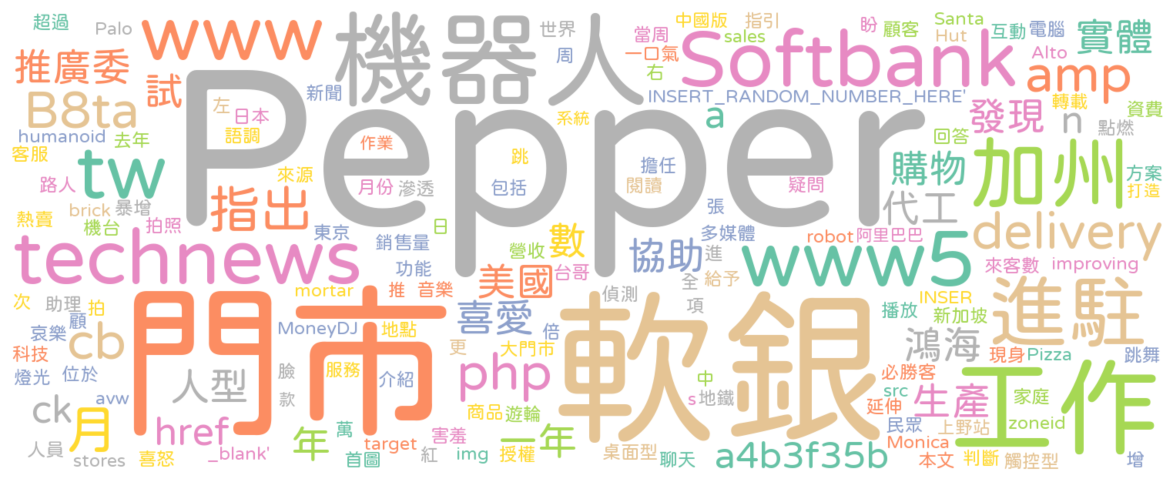 超過 Palo www 機器人 世界 周 當周 中國版 sales 指引 一口氣 右 盼 顧客 Santa Hut 互動 電腦 Alto 實體
推廣委 試 新聞 Softbank amp
B8ta 左 日本 語調 作業 系統 INSERT_RANDOM_NUMBER_HERE' a 發現 n 轉載 點燃 資費
humanoid 去年 客服 tw Pepper 跳 擔任 回答 購物 加州 方案 打造
路人 brick 暴增 指出 來源 月份 滲透 包括 閱讀 疑問 代工
熱賣 機台 拍照 東京 銷售量 日 營收 數 張 多媒體 robot 阿里巴巴 delivery
technews 功能 美國 台哥 協助 進 給予 www5 來客數 improving
次 助理 拍 mortar 推 音樂 偵測 全 項 播放 INSER 新加坡 進駐
哀樂 顧 cb 門市 MoneyDJ 地點 喜愛 倍 軟銀 鴻海 現身 Pizza 跳舞
科技 燈光 位於 人型 臉 服務 介紹 更 大門市 php 中 必勝客 src
ck avw 款 s 地鐵 商品 遊輪 延伸 生產 工作 家庭
月 href 年 萬 target 害羞 一年 民眾 上野站 zoneid
人員 stores 喜怒 _blank' 首圖 紅 img 授權 桌面型 聊天 a4b3f35b Monica 本文 判斷 觸控型 增